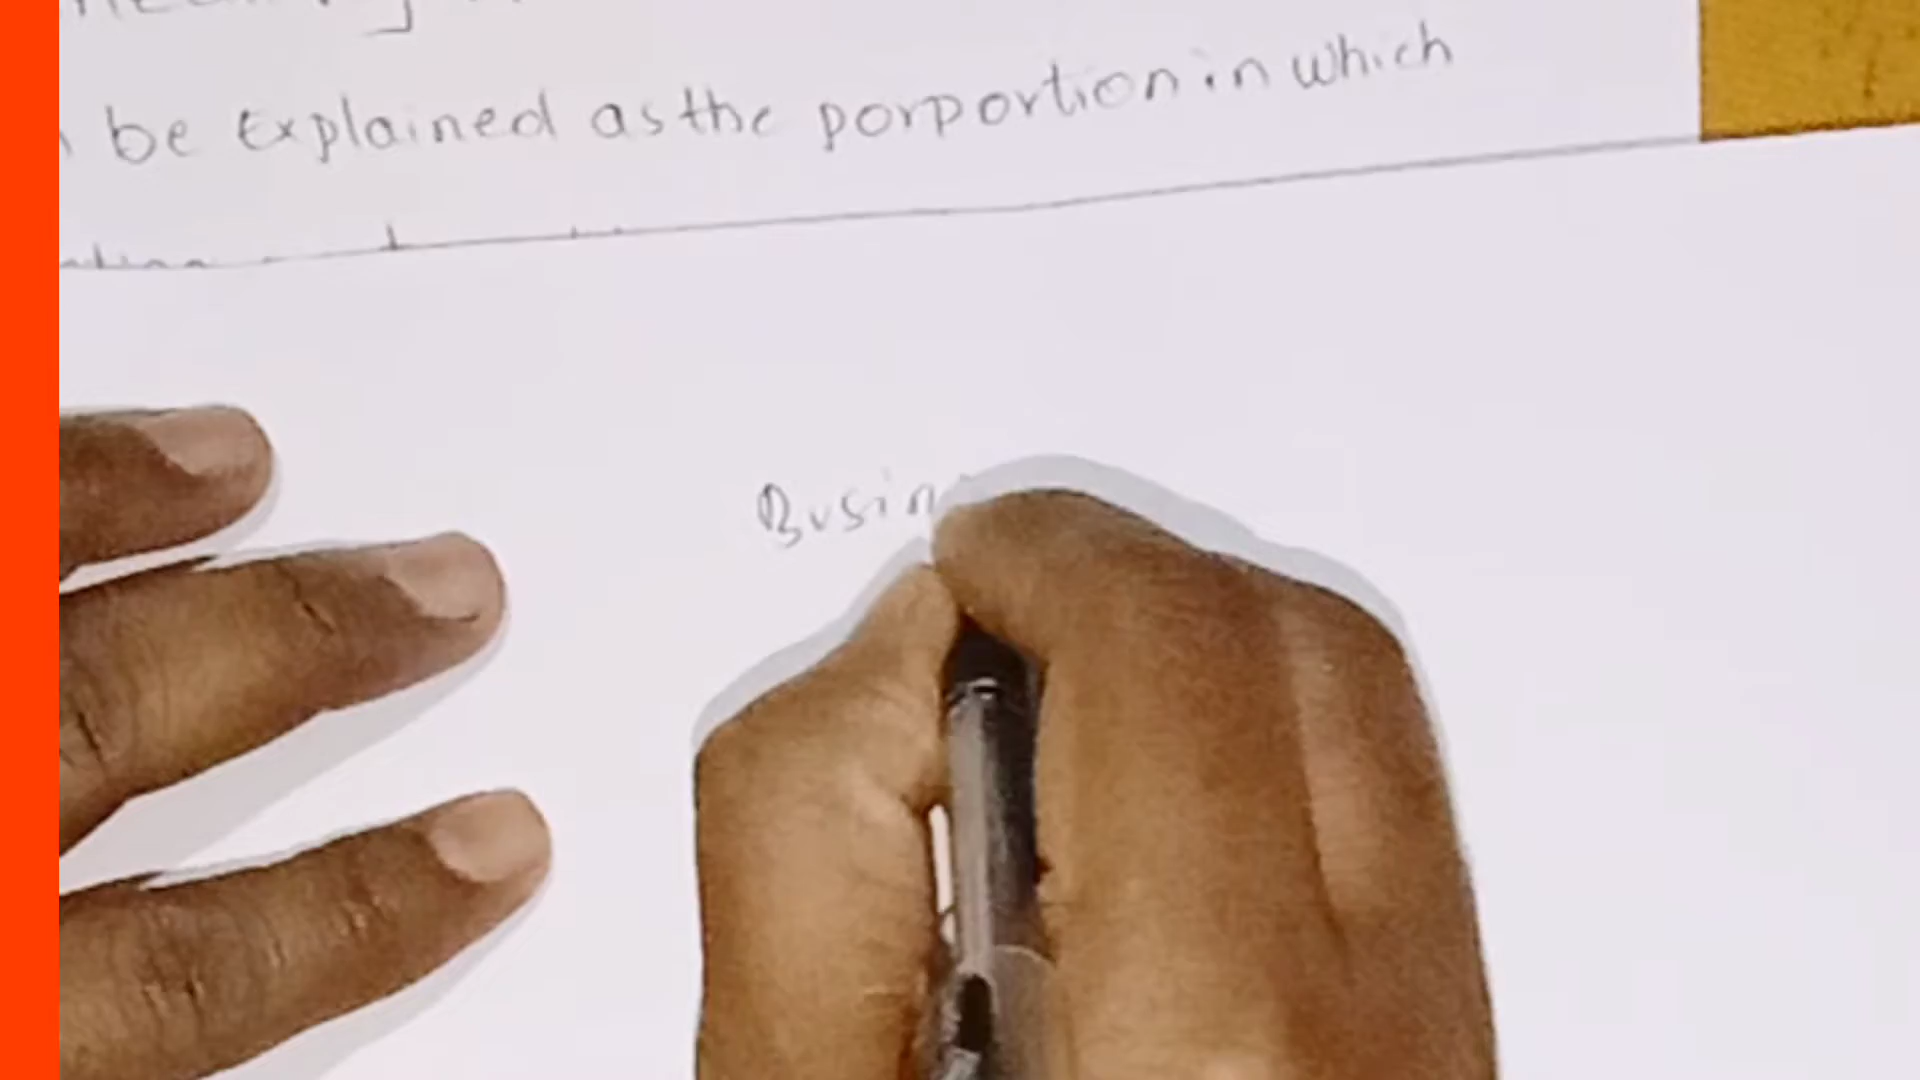 be Explained as the porportion in which
Busin